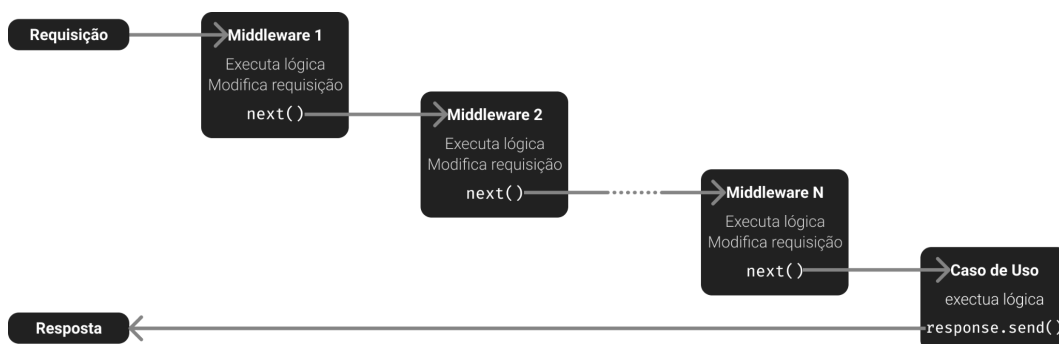 Requisição
Middleware 1
Executa lógica
Modifica requisição
next()
Middleware 2
Executa lógica
Modifica requisição
next()
Middleware N
Executa lógica
Modifica requisição
next()
Caso de Uso
exectua lógica
response.send()
Resposta